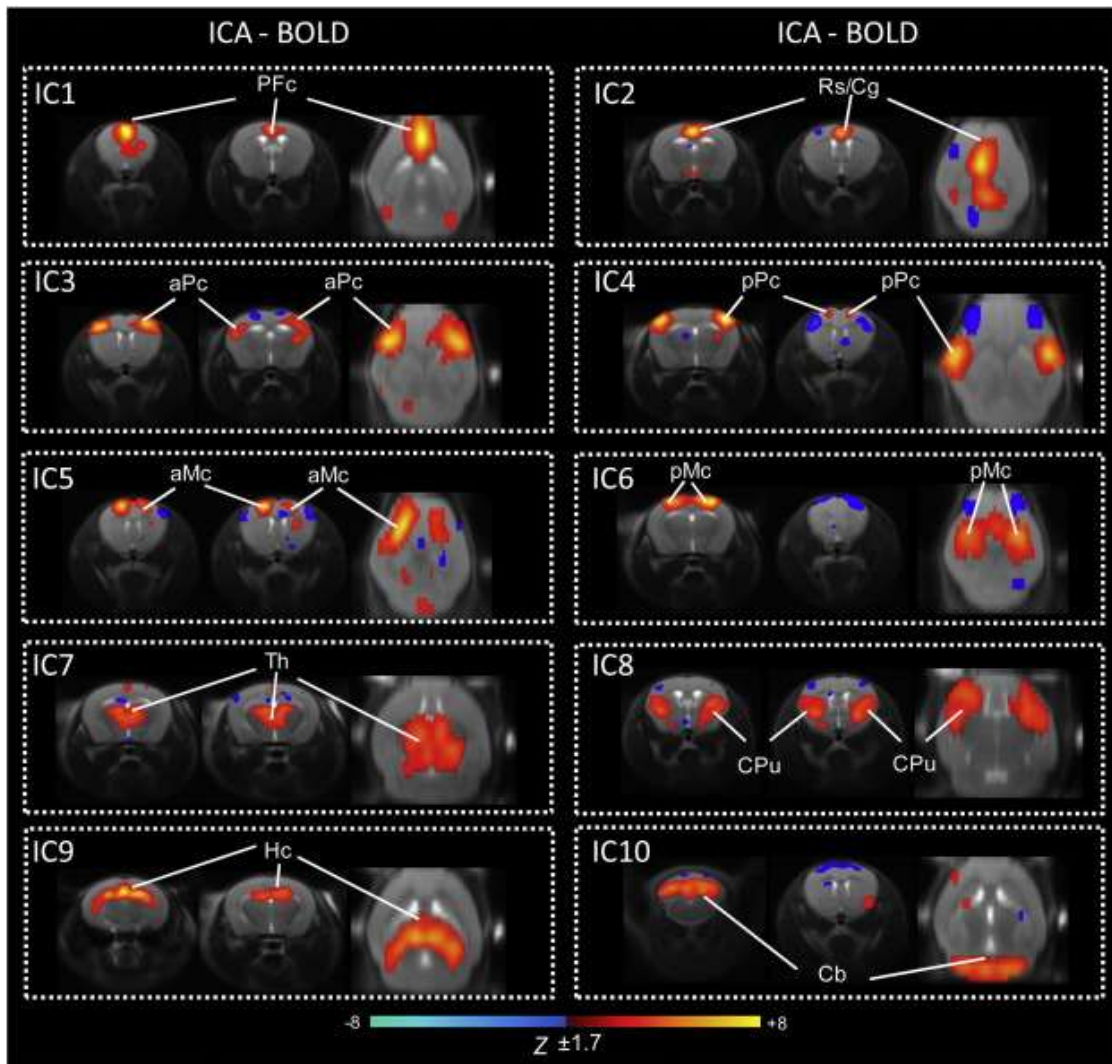 ICA - BOLD
ICA - BOLD
IC1
PFc
IC2
Rs/Cg
IC3
aPc
aPc
IC4
pPc
pPc
IC5
aMc
aMc
IC6
pMc
pMc
IC7
Th
IC8
CPu
CPu
IC9
Hc
IC10
Cb
-8
+8
Z ±1.7